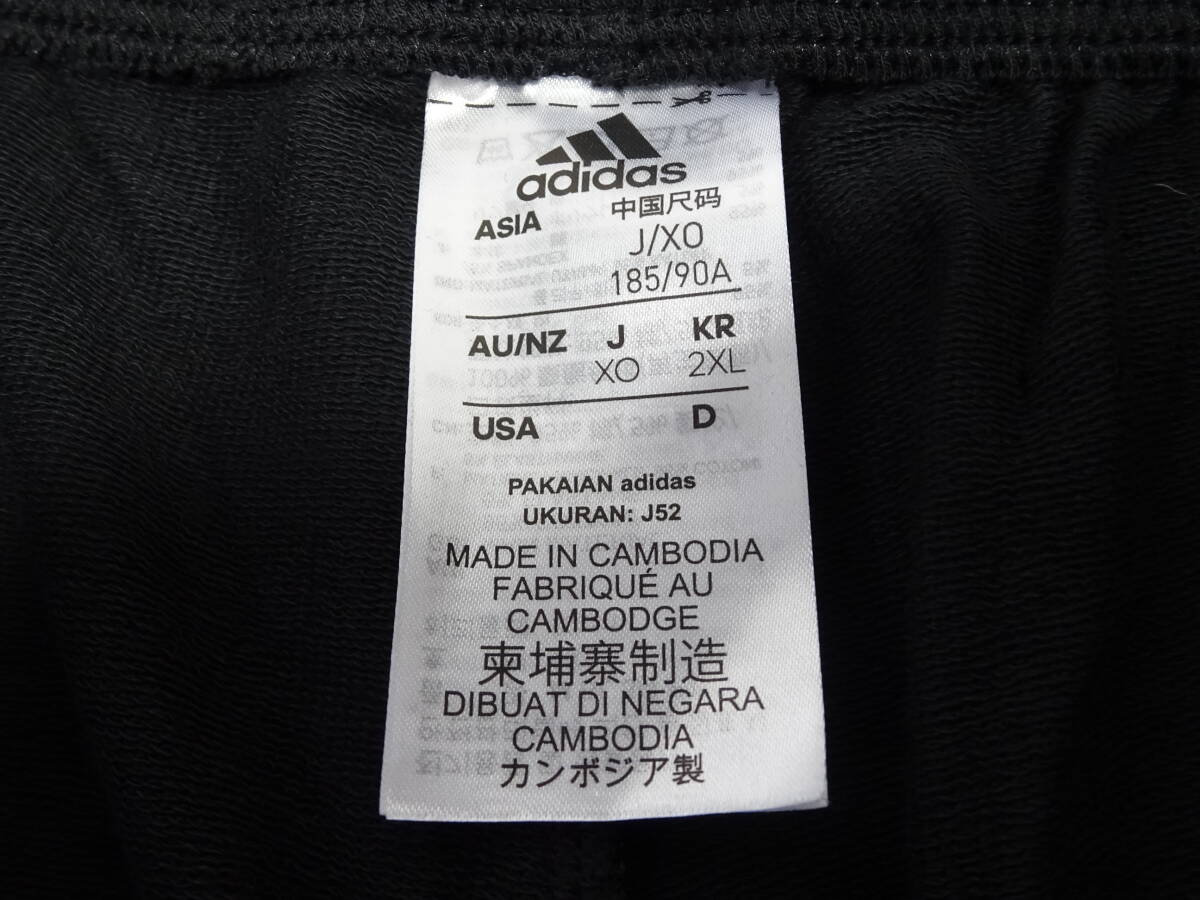 adidas
ASIA 中国尺码
J/XO
185/90A
AU/NZ J KR
XO 2XL
USA D
PAKAIAN adidas
UKURAN: J52
MADE IN CAMBODIA
FABRIQUÉ AU
CAMBODGE
柬埔寨制造
DIBUAT DI NEGARA
CAMBODIA
カンボジア製